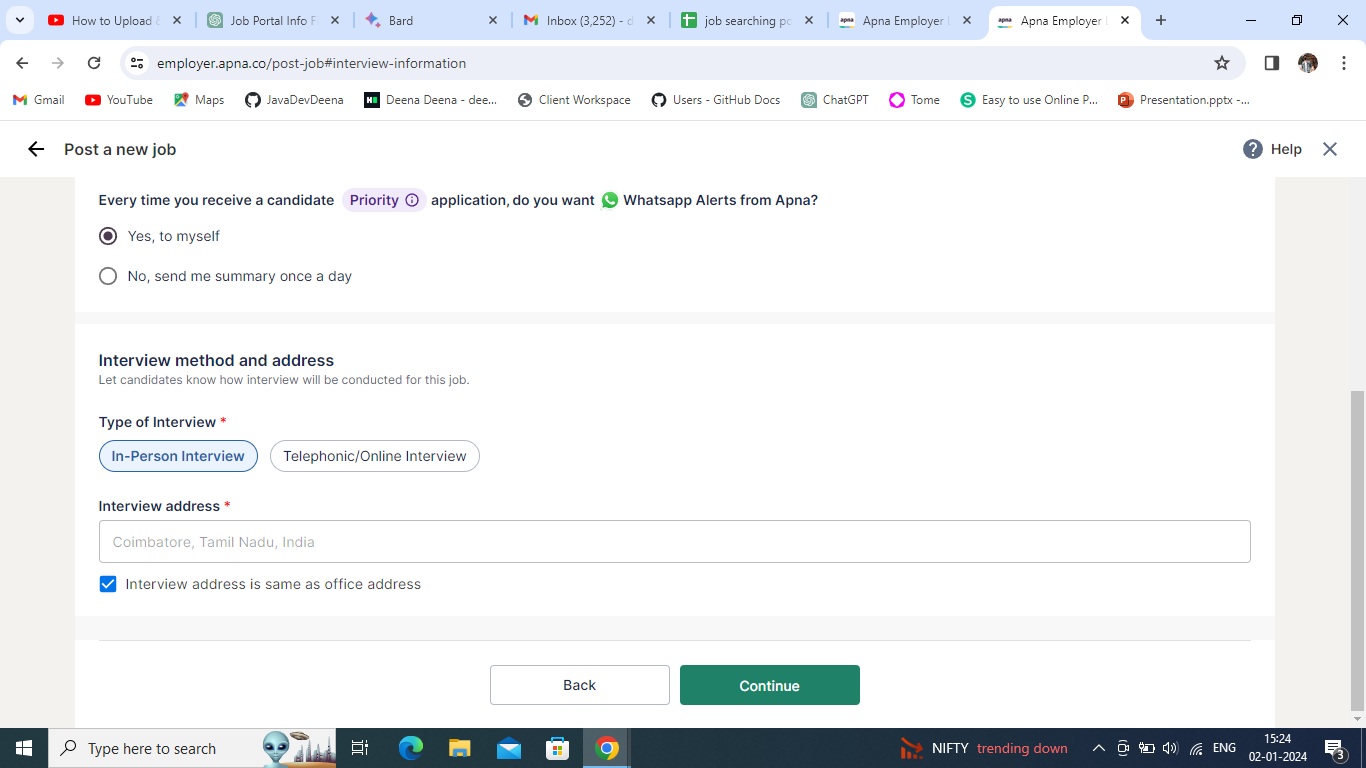 How to Upload &
Job Portal Info F
Bard
Inbox (3,252) - d
job searching po
apna
Apna Employer
apna
Apna Employer
employer.apna.co/post-job#interview-information
Gmail
YouTube
Maps
JavaDevDeena
Deena Deena - dee...
Client Workspace
Users - GitHub Docs
ChatGPT
Tome
Easy to use Online P...
Presentation.pptx -...
Post a new job
Help
Every time you receive a candidate Priority application, do you want Whatsapp Alerts from Apna?
Yes, to myself
No, send me summary once a day
Interview method and address
Let candidates know how interview will be conducted for this job.
Type of Interview *
In-Person Interview
Telephonic/Online Interview
Interview address *
Coimbatore, Tamil Nadu, India
Interview address is same as office address
Back
Continue
Type here to search
NIFTY trending down
ENG
15:24
02-01-2024
3